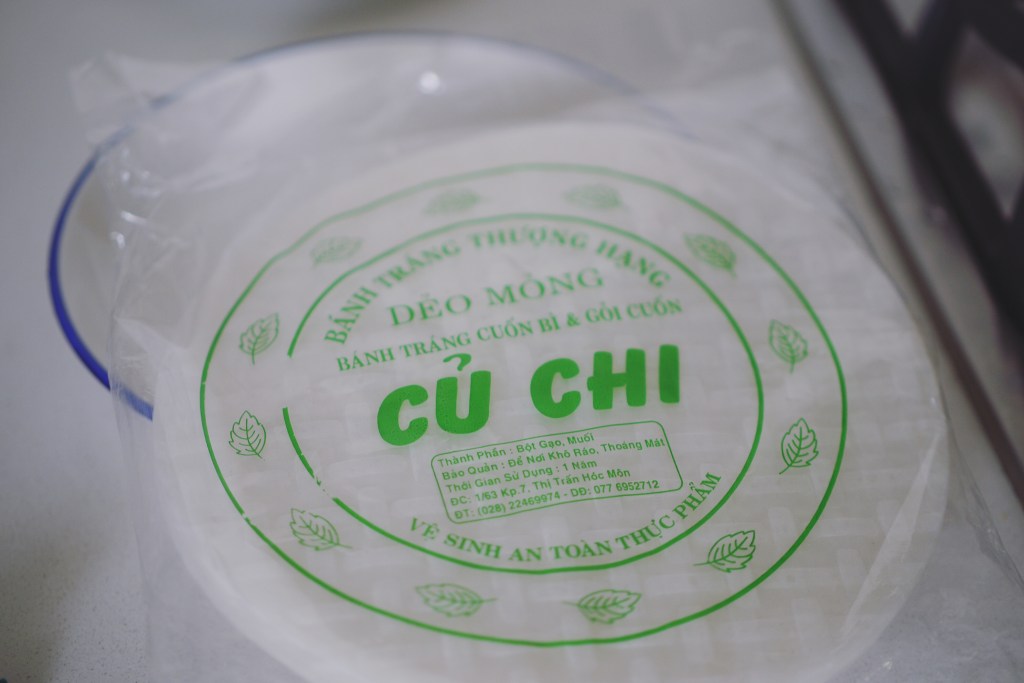 BÁNH TRÁNG THƯỢNG HẠNG
DẺO MỎNG
BÁNH TRÁNG CUỐN BÌ & GỎI CUỐN
CỦ CHI
Thành Phần : Bột Gạo, Muối
Bảo Quản : Để Nơi Khô Ráo, Thoáng Mát
Thời Gian Sử Dụng : 1 Năm
ĐC: 1/63 Kp.7, Thị Trấn Hóc Môn
ĐT: (028) 22469974 - DĐ: 077 6952712
VỆ SINH AN TOÀN THỰC PHẨM